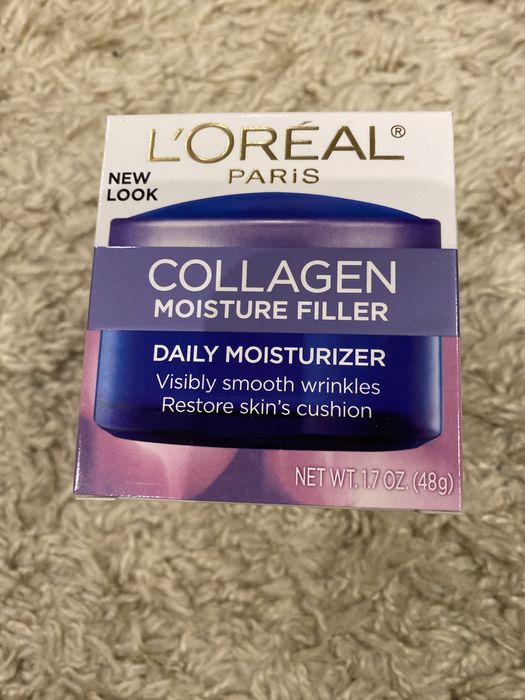 L'ORÉAL®
PARiS
NEW
LOOK
COLLAGEN
MOISTURE FILLER
DAILY MOISTURIZER
Visibly smooth wrinkles
Restore skin's cushion
NET WT. 1.7 OZ. (48g)